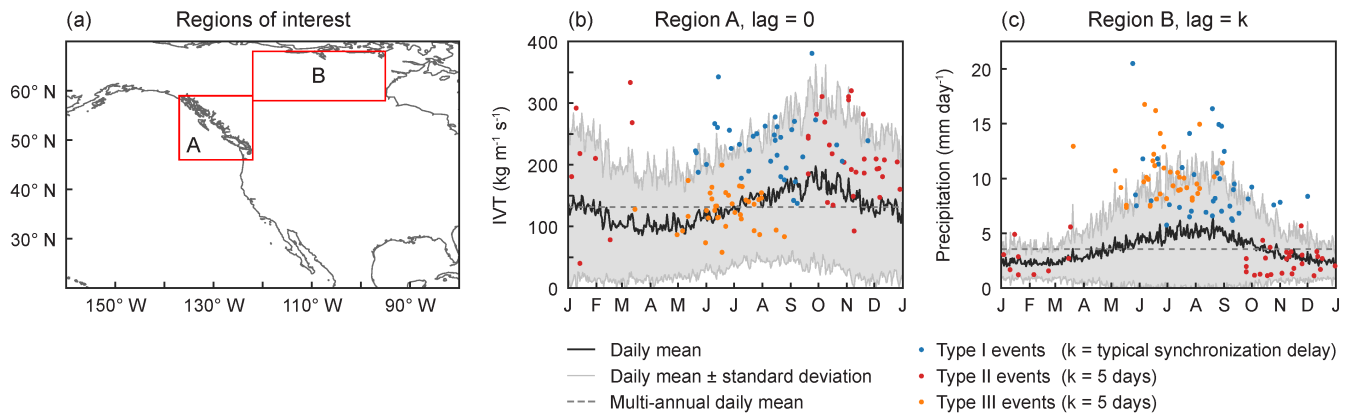 (a) Regions of interest
B
A
60° N
50° N
40° N
30° N
150° W 130° W 110° W 90° W
(b) Region A, lag = 0
IVT (kg m⁻¹ s⁻¹)
400
300
200
100
0
J F M A M J J A S O N D J
(c) Region B, lag = k
Precipitation (mm day⁻¹)
20
15
10
5
0
J F M A M J J A S O N D J
Daily mean
Daily mean ± standard deviation
Multi-annual daily mean
Type I events (k = typical synchronization delay)
Type II events (k = 5 days)
Type III events (k = 5 days)